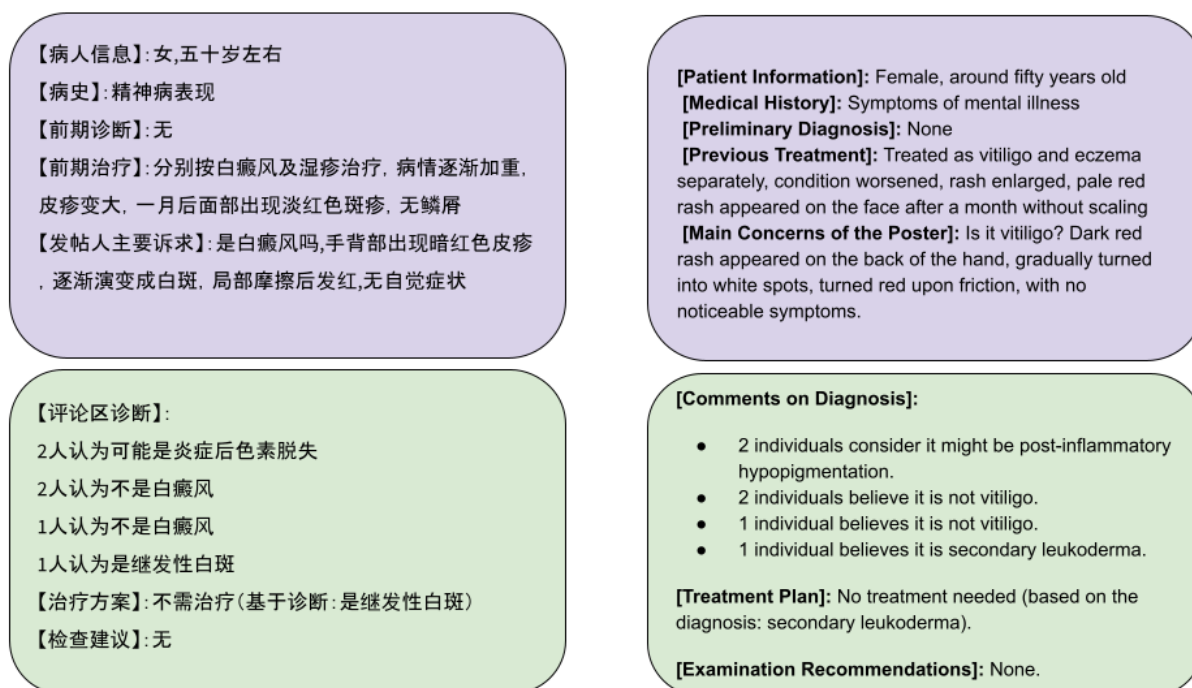 【病人信息】：女,五十岁左右
【病史】：精神病表现
【前期诊断】：无
【前期治疗】：分别按白癜风及湿疹治疗，病情逐渐加重，
皮疹变大，一月后面部出现淡红色斑疹，无鳞屑
【发帖人主要诉求】：是白癜风吗,手背部出现暗红色皮疹
，逐渐演变成白斑，局部摩擦后发红,无自觉症状
[Patient Information]: Female, around fifty years old
[Medical History]: Symptoms of mental illness
[Preliminary Diagnosis]: None
[Previous Treatment]: Treated as vitiligo and eczema
separately, condition worsened, rash enlarged, pale red
rash appeared on the face after a month without scaling
[Main Concerns of the Poster]: Is it vitiligo? Dark red
rash appeared on the back of the hand, gradually turned
into white spots, turned red upon friction, with no
noticeable symptoms.
【评论区诊断】：
2人认为可能是炎症后色素脱失
2人认为不是白癜风
1人认为不是白癜风
1人认为是继发性白斑
【治疗方案】：不需治疗（基于诊断：是继发性白斑）
【检查建议】：无
[Comments on Diagnosis]:
● 2 individuals consider it might be post-inflammatory
hypopigmentation.
● 2 individuals believe it is not vitiligo.
● 1 individual believes it is not vitiligo.
● 1 individual believes it is secondary leukoderma.
[Treatment Plan]: No treatment needed (based on the
diagnosis: secondary leukoderma).
[Examination Recommendations]: None.